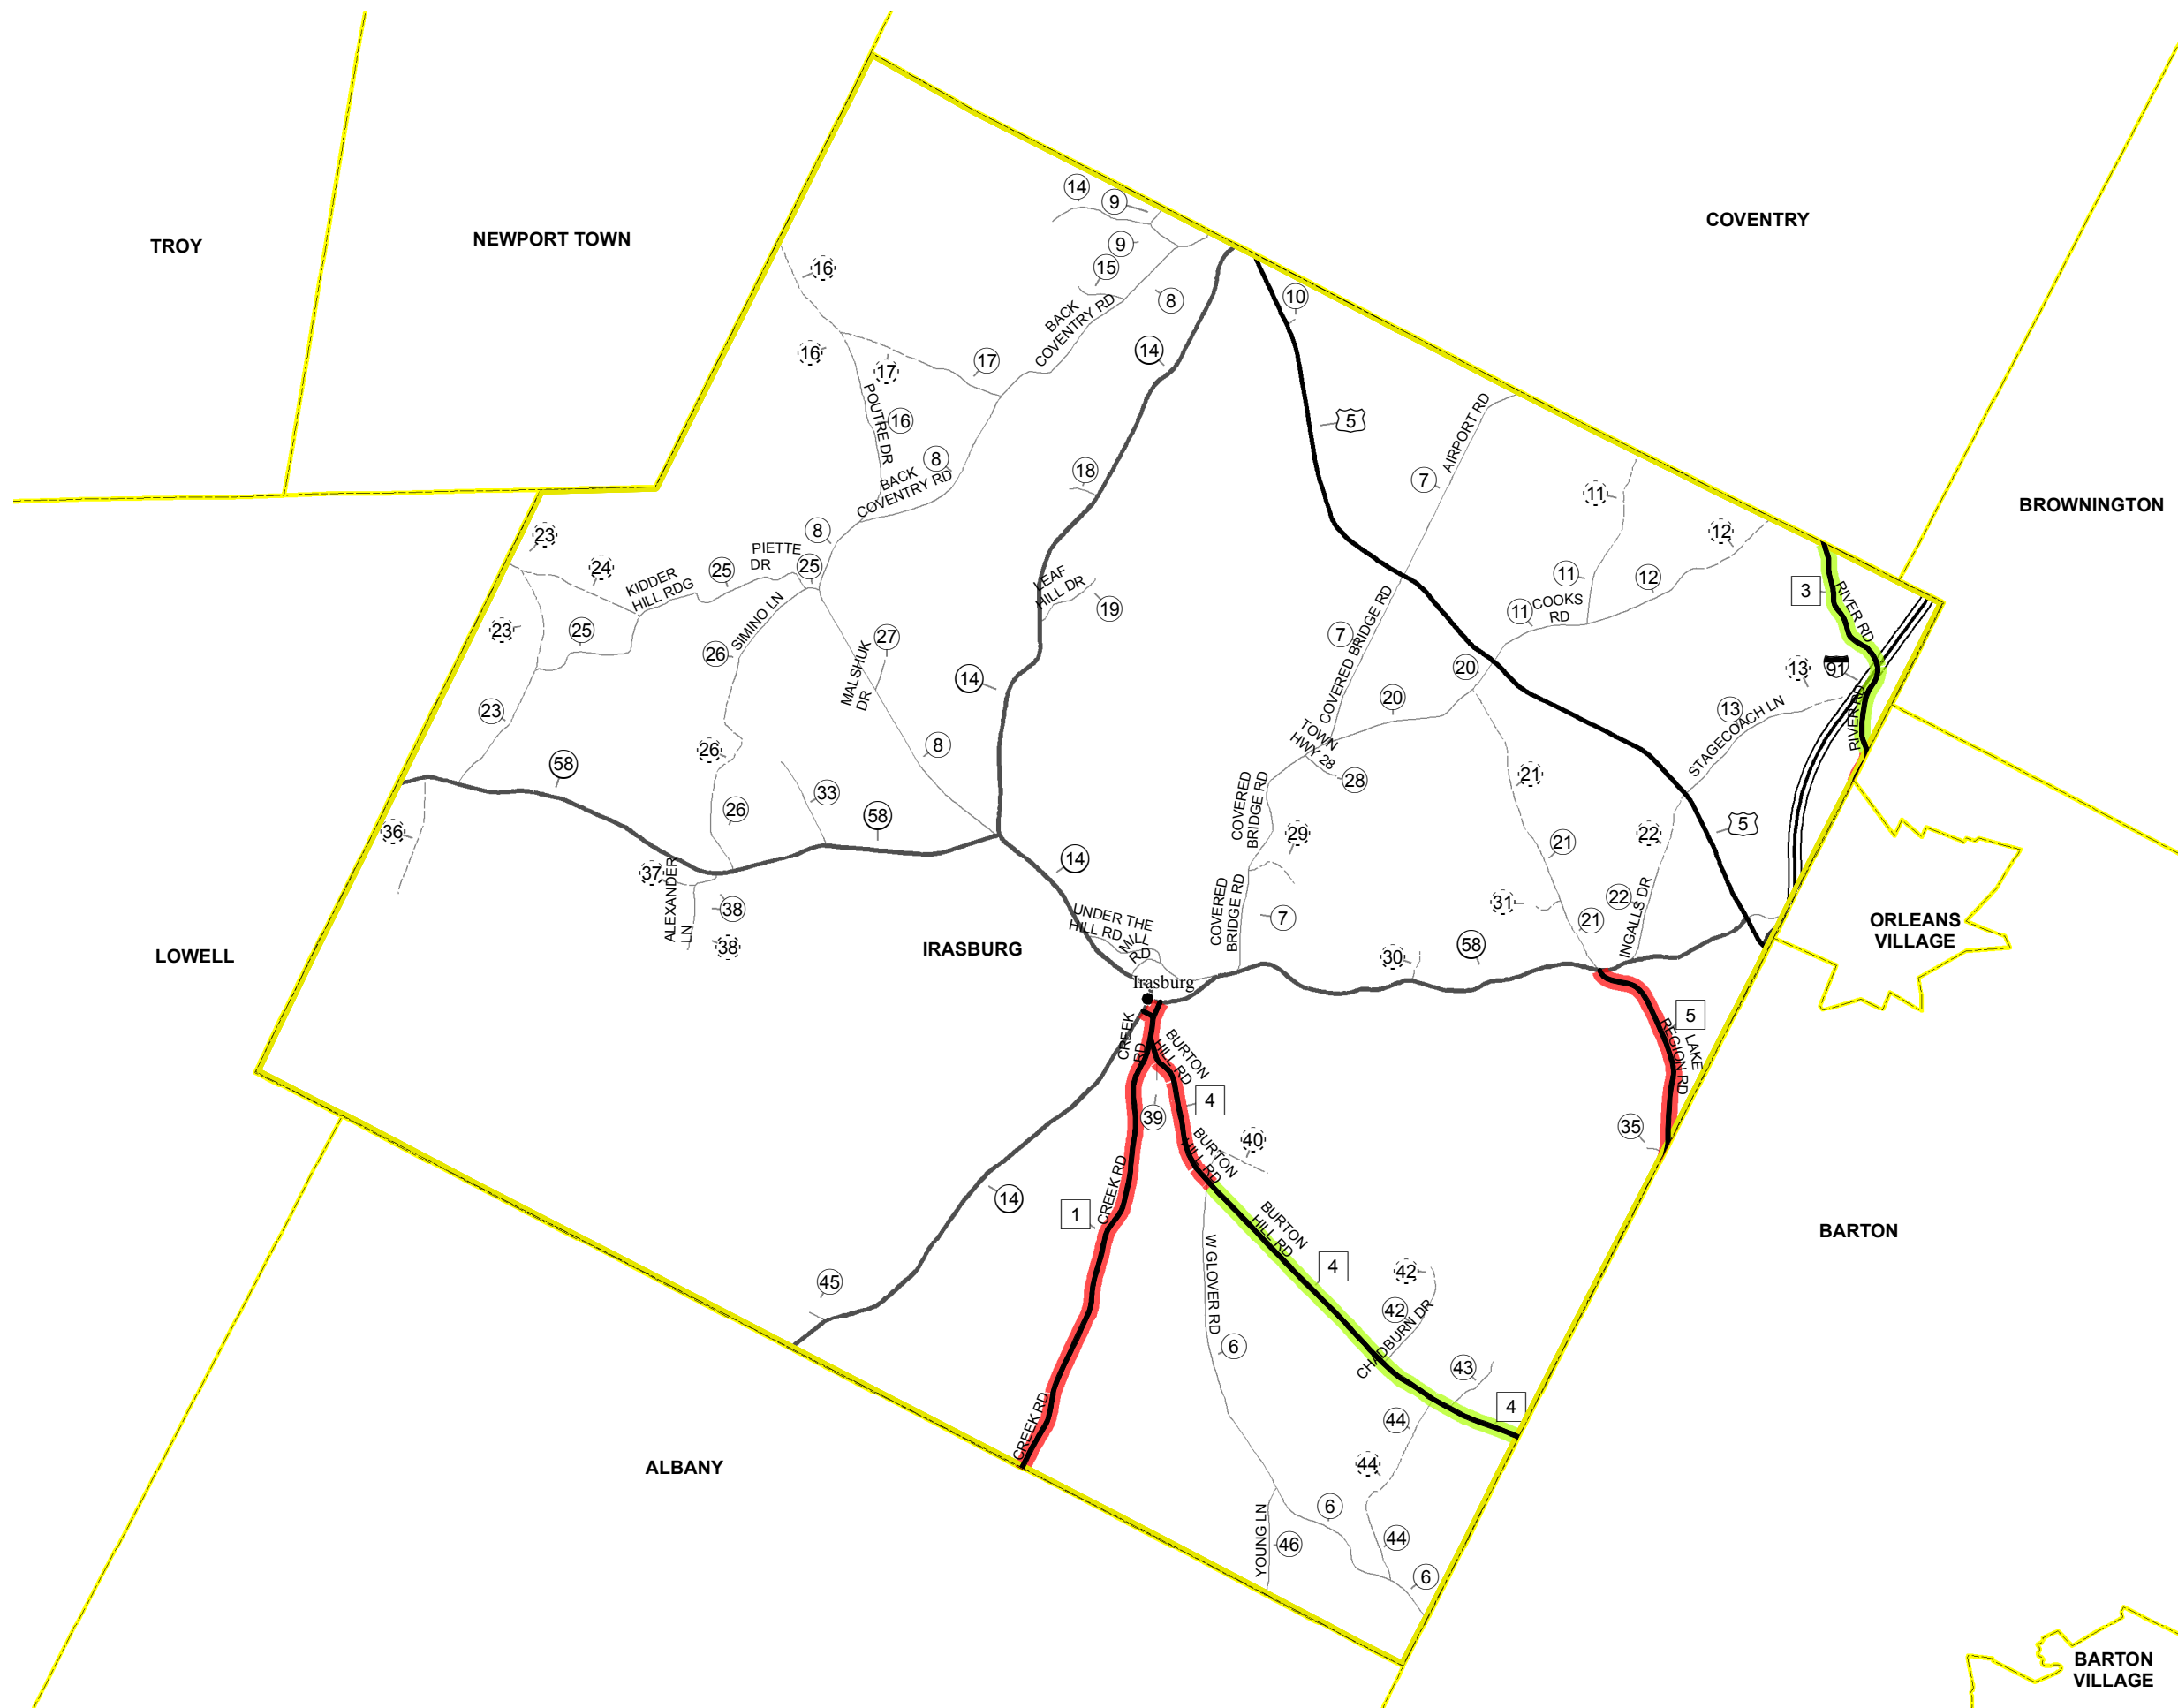 TROY
NEWPORT TOWN
COVENTRY
BROWNINGTON
ORLEANS
VILLAGE
BARTON
BARTON
VILLAGE
ALBANY
LOWELL
IRASBURG
Irasburg
14
9
9
15
8
16
16
17
17
16
POUTRE DR
BACK
COVENTRY RD
14
10
5
8
BACK
COVENTRY RD
18
7
AIRPORT RD
11
12
23
24
KIDDER
HILL RDG
25
PIETTE
DR
25
8
LEAF
HILL DR
19
11
12
11
COOKS
RD
3
RIVER RD
23
25
26
SIMINO LN
27
MALSHUK
DR
14
7
COVERED BRIDGE RD
20
20
13
91
13
STAGECOACH LN
RIVER RD
23
58
26
8
TOWN
HWY 28
28
21
33
26
58
COVERED
BRIDGE RD
29
22
5
36
14
21
37
ALEXANDER
LN
38
38
UNDER THE
HILL RD
MILL
RD
COVERED
BRIDGE RD
7
31
21
22
INGALLS DR
30
58
CREEK
RD
BURTON
HILL RD
4
39
5
LAKE
REGION RD
35
BURTON
HILL RD
40
14
1
CREEK RD
BURTON
HILL RD
4
W GLOVER RD
42
42
CHADBURN DR
45
6
43
4
44
CREEK RD
44
6
44
YOUNG LN
46
6